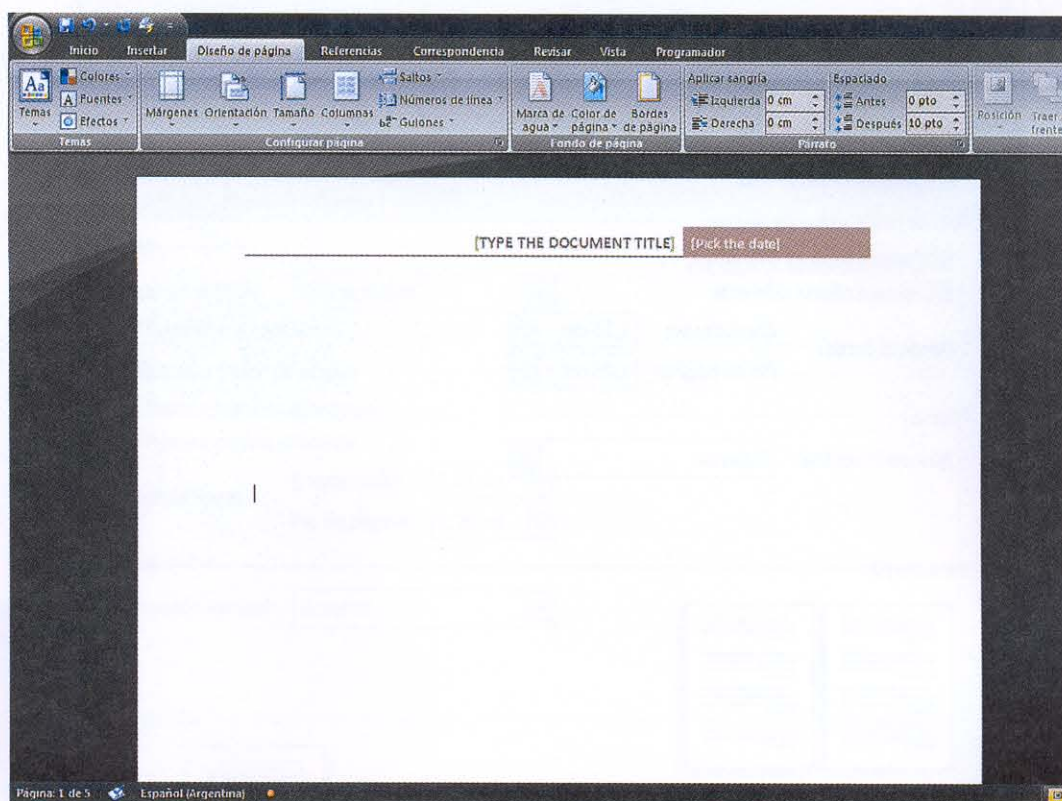 Inicio Insertar Diseño de página Referencias Correspondencia Revisar Vista Programador
Temas
Colores
Fuentes
Efectos
Temas
Márgenes Orientación Tamaño Columnas
Saltos
Números de línea
Guiones
Configurar página
Marca de agua Color de página Bordes de página
Fondo de página
Aplicar sangría
Izquierda 0 cm
Derecha 0 cm
Espaciado
Antes 0 pto
Después 10 pto
Párrafo
Posición Traer
frente
[TYPE THE DOCUMENT TITLE] [Pick the date]
Página: 1 de 5 Español (Argentina)